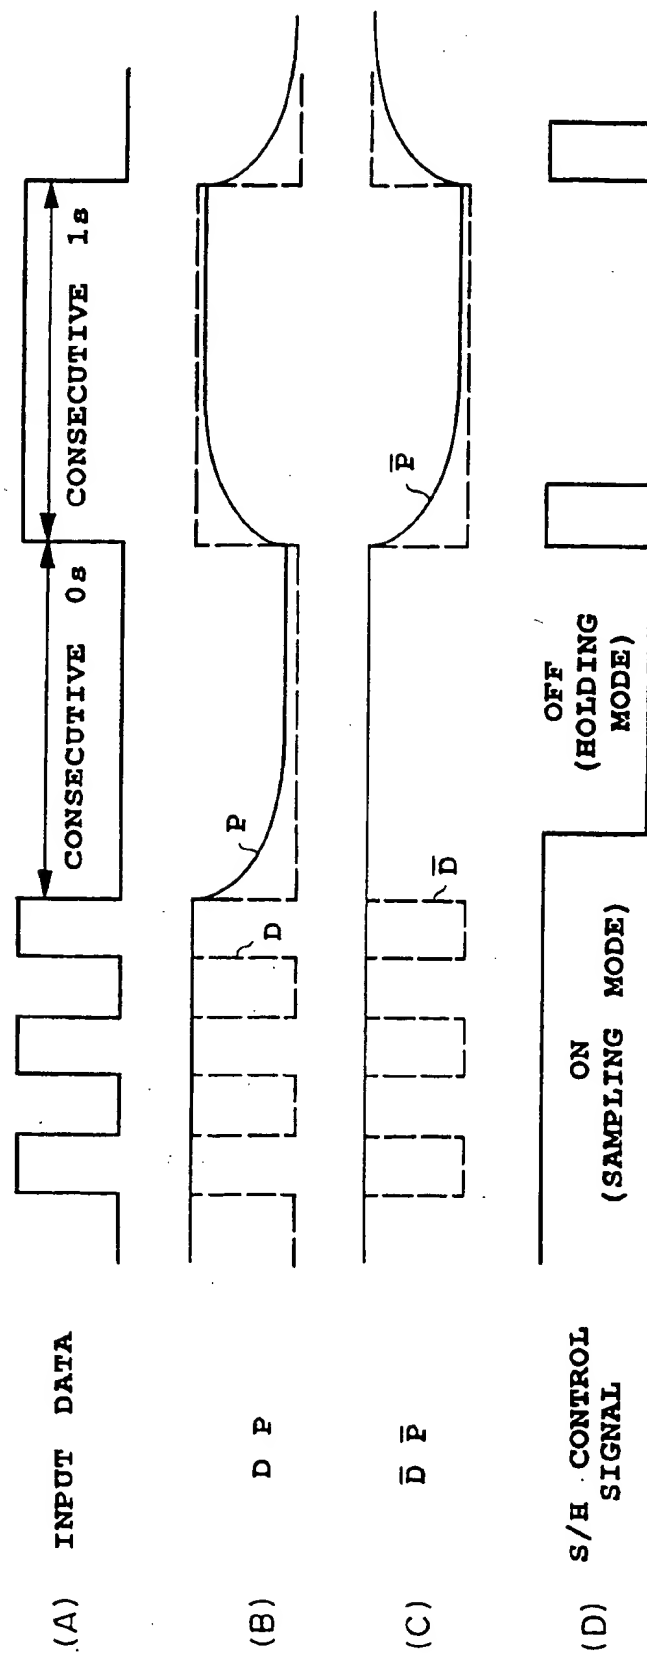 (A) INPUT DATA
CONSECUTIVE 0s
CONSECUTIVE 1s
(B) D P
D
P
(C) D̅ P̅
D̅
P̅
(D) S/H CONTROL
SIGNAL
ON
(SAMPLING MODE)
OFF
(HOLDING
MODE)